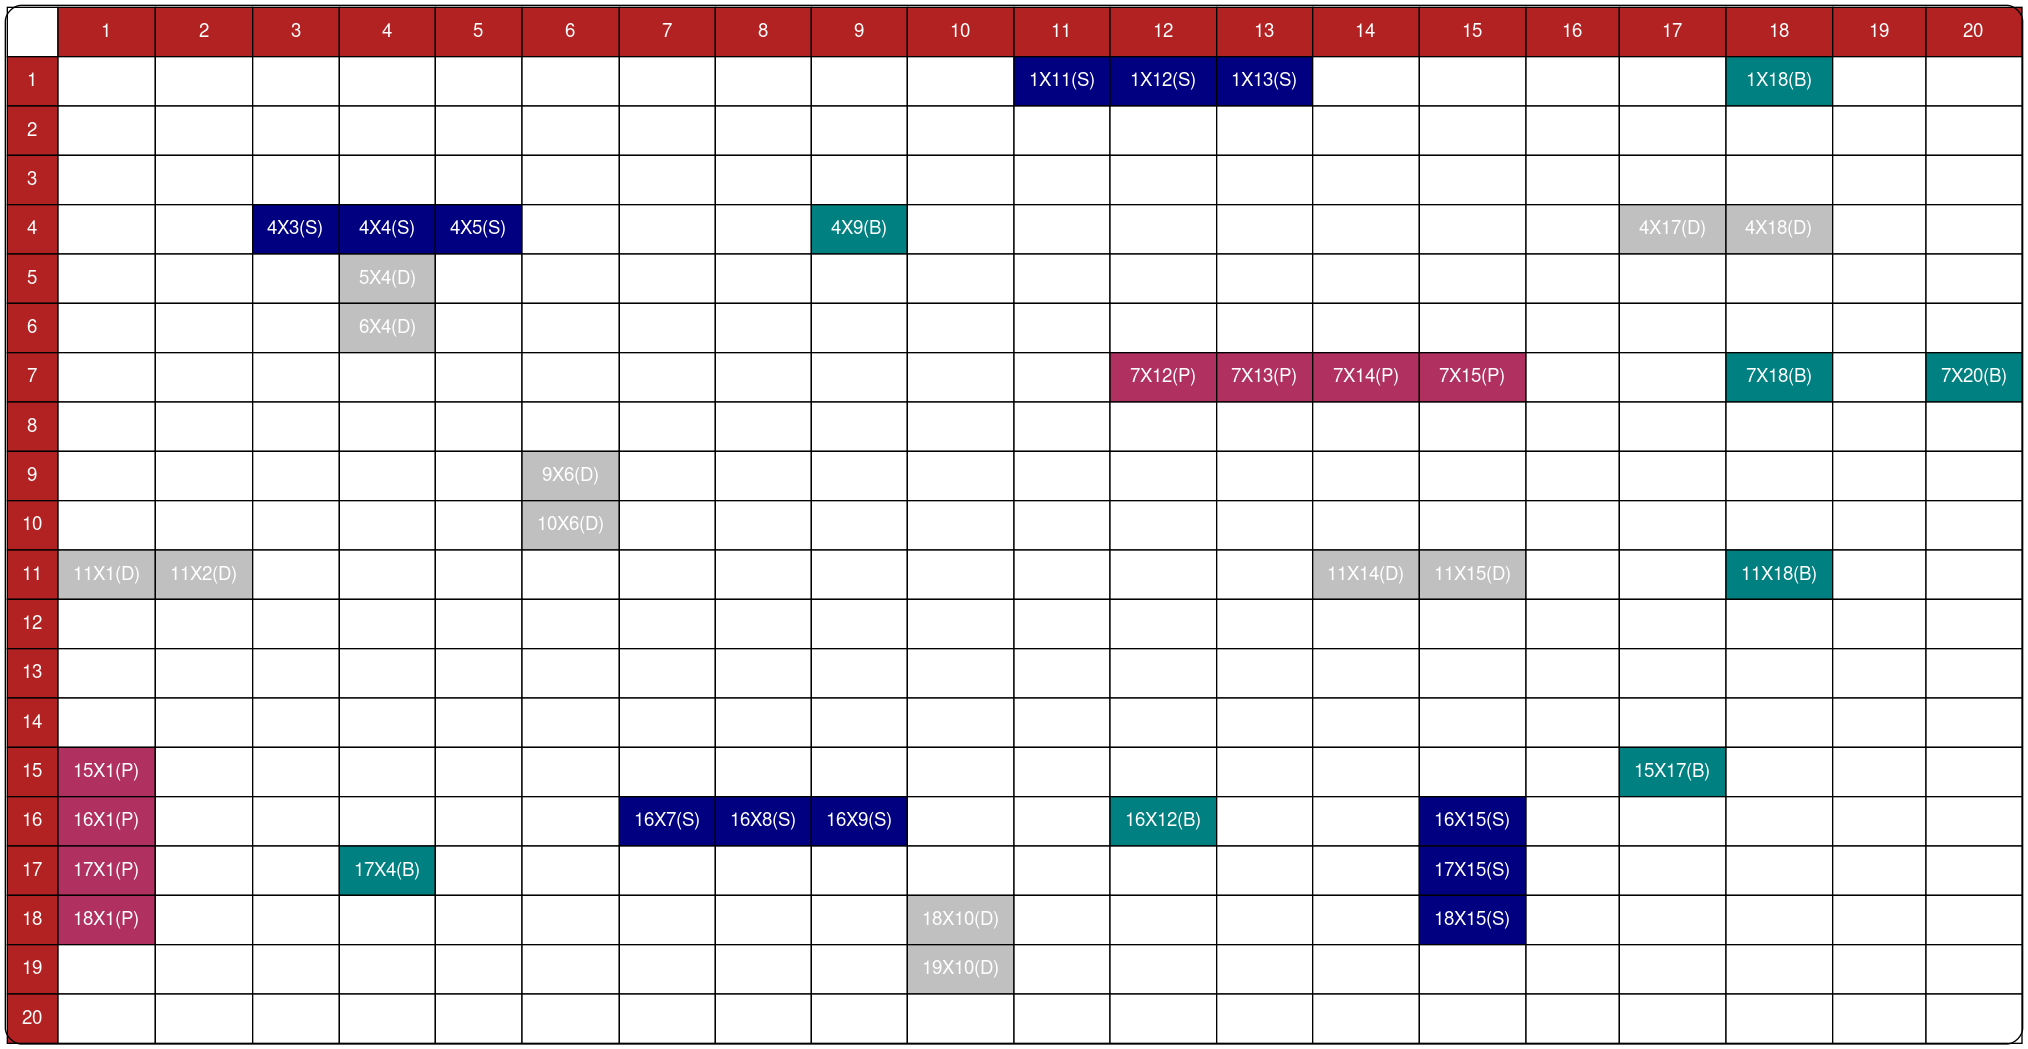 1 2 3 4 5 6 7 8 9 10 11 12 13 14 15 16 17 18 19 20
1 1X11(S) 1X12(S) 1X13(S) 1X18(B)
2
3
4 4X3(S) 4X4(S) 4X5(S) 4X9(B) 4X17(D) 4X18(D)
5 5X4(D)
6 6X4(D)
7 7X12(P) 7X13(P) 7X14(P) 7X15(P) 7X18(B) 7X20(B)
8
9 9X6(D)
10 10X6(D)
11 11X1(D) 11X2(D) 11X14(D) 11X15(D) 11X18(B)
12
13
14
15 15X1(P) 15X17(B)
16 16X1(P) 16X7(S) 16X8(S) 16X9(S) 16X12(B) 16X15(S)
17 17X1(P) 17X4(B) 17X15(S)
18 18X1(P) 18X10(D) 18X15(S)
19 19X10(D)
20